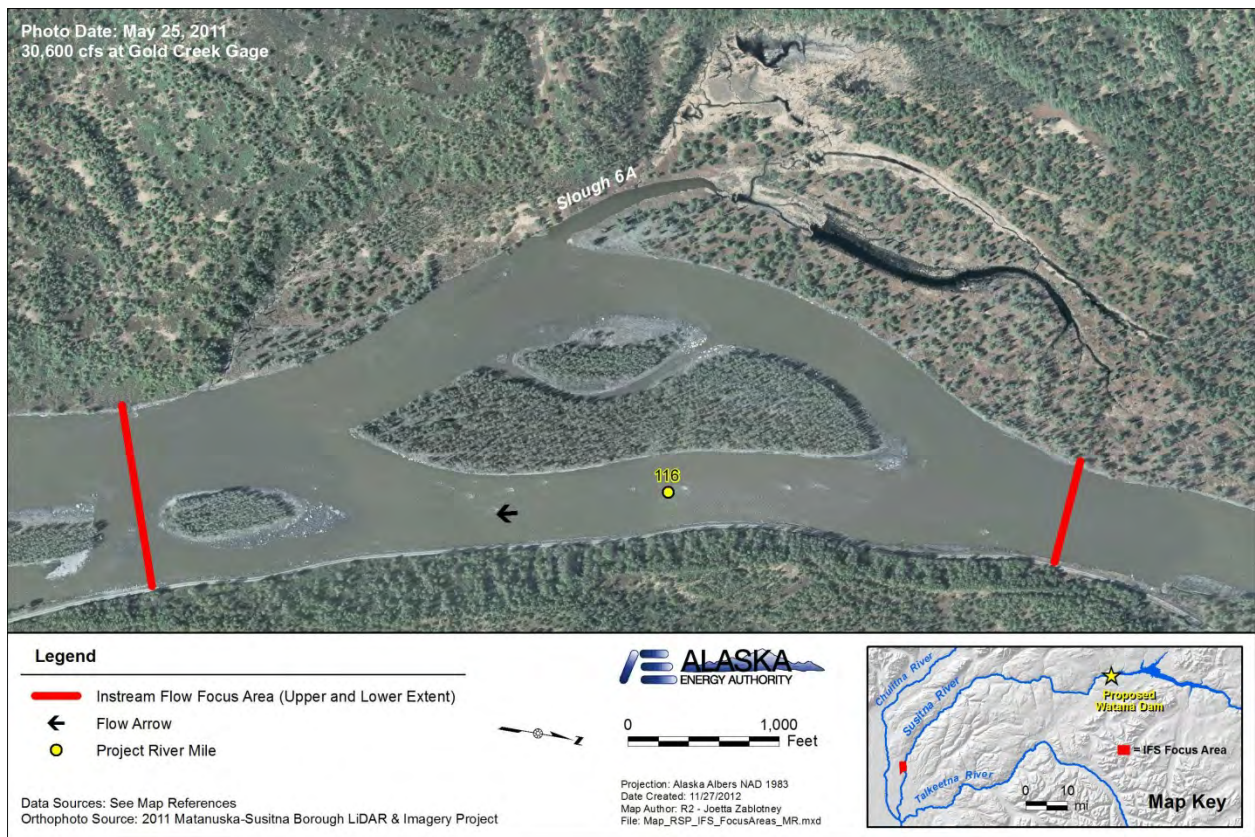 Photo Date: May 25, 2011
30,600 cfs at Gold Creek Gage
Slough 6A
116
Legend
Instream Flow Focus Area (Upper and Lower Extent)
Flow Arrow
Project River Mile
Data Sources: See Map References
Orthophoto Source: 2011 Matanuska-Susitna Borough LiDAR & Imagery Project
Z
ALASKA
ENERGY AUTHORITY
0 1,000
Feet
Projection: Alaska Albers NAD 1983
Date Created: 11/27/2012
Map Author: R2 - Joetta Zablotney
File: Map_RSP_IFS_FocusAreas_MR.mxd
Chulitna River
Susitna River
Talkeetna River
Proposed
Watana Dam
= IFS Focus Area
0 10
mi
Map Key